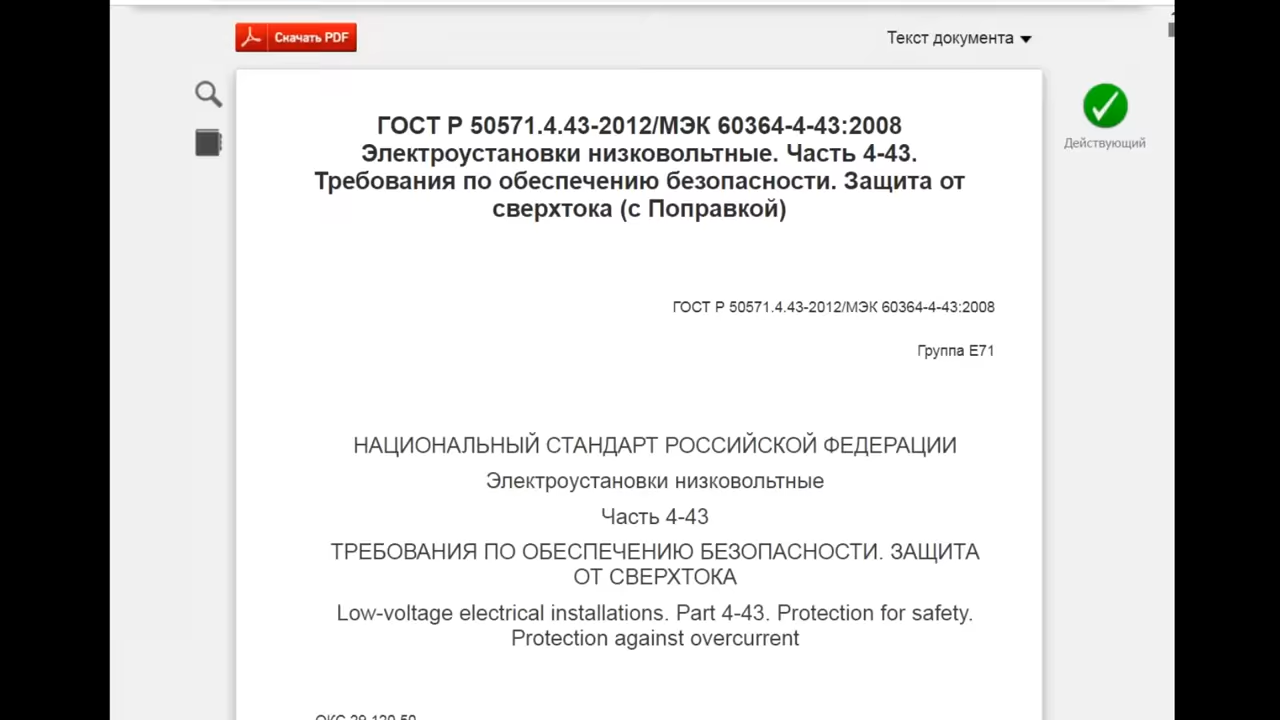 Скачать PDF
Текст документа
ГОСТ Р 50571.4.43-2012/МЭК 60364-4-43:2008
Электроустановки низковольтные. Часть 4-43.
Требования по обеспечению безопасности. Защита от
сверхтока (с Поправкой)
Действующий
ГОСТ Р 50571.4.43-2012/МЭК 60364-4-43:2008
Группа Е71
НАЦИОНАЛЬНЫЙ СТАНДАРТ РОССИЙСКОЙ ФЕДЕРАЦИИ
Электроустановки низковольтные
Часть 4-43
ТРЕБОВАНИЯ ПО ОБЕСПЕЧЕНИЮ БЕЗОПАСНОСТИ. ЗАЩИТА
ОТ СВЕРХТОКА
Low-voltage electrical installations. Part 4-43. Protection for safety.
Protection against overcurrent